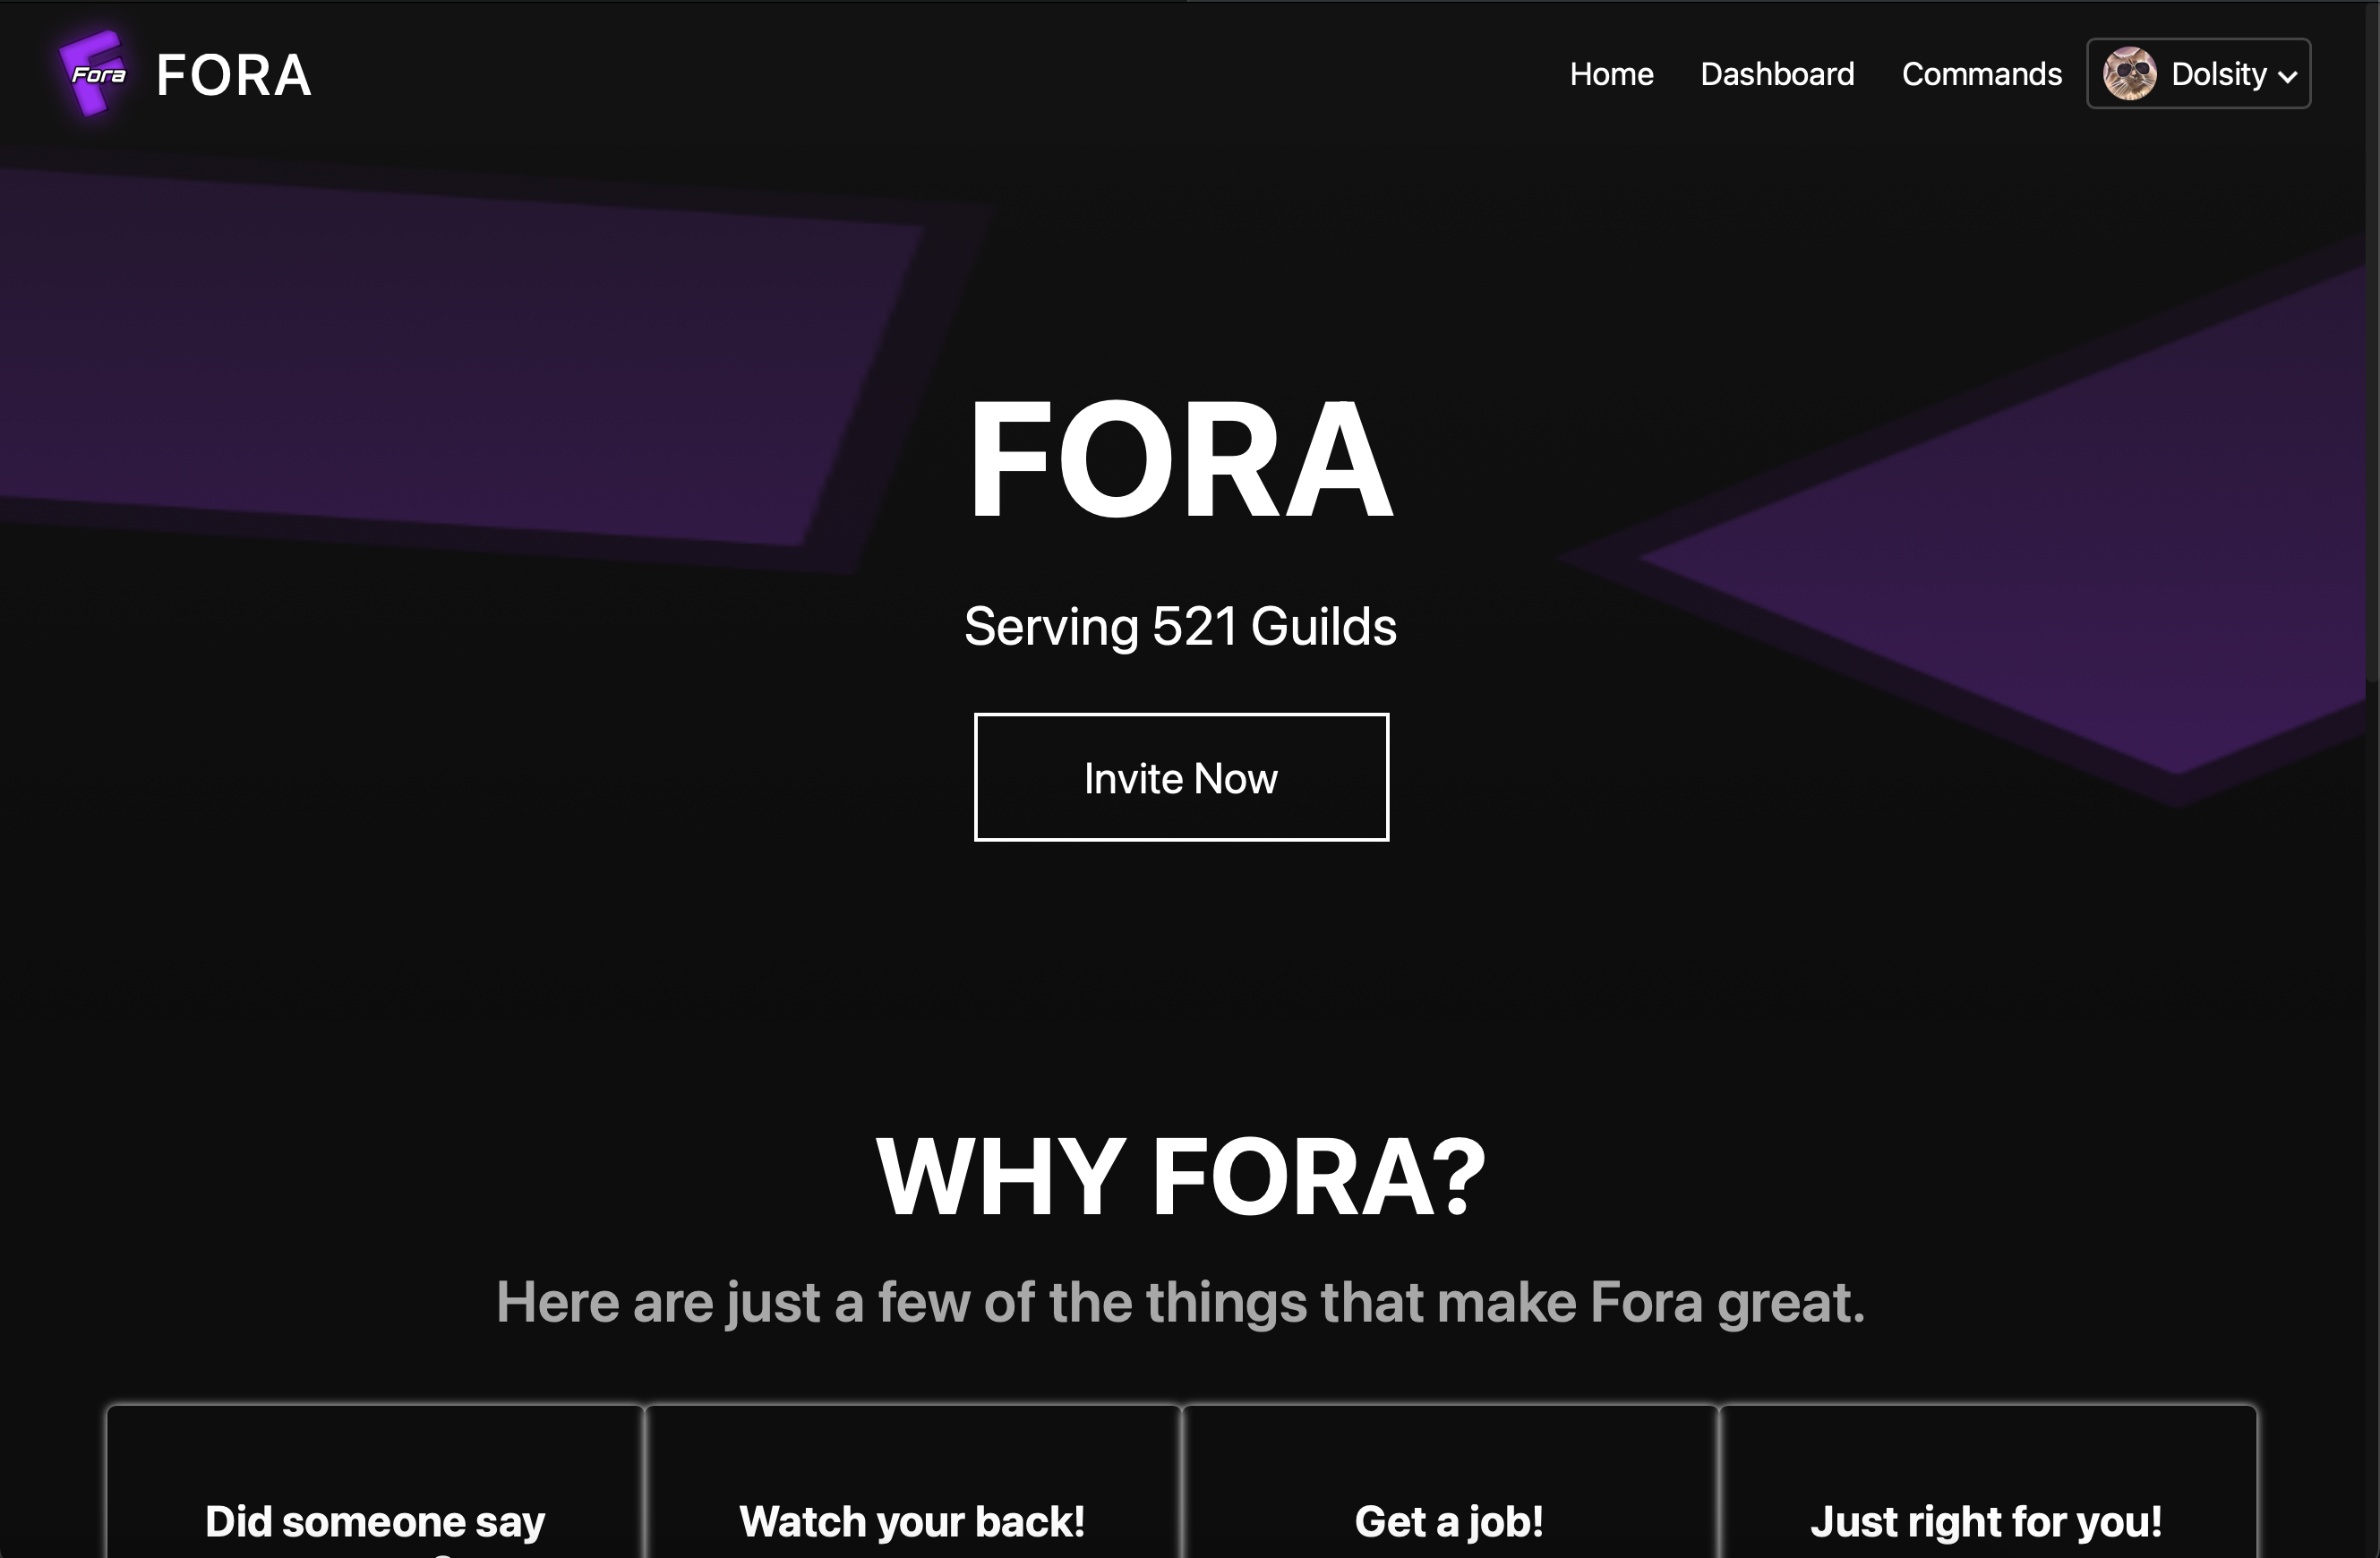 Fora
FORA
Home
Dashboard
Commands
Dolsity
FORA
Serving 521 Guilds
Invite Now
WHY FORA?
Here are just a few of the things that make Fora great.
Did someone say
Watch your back!
Get a job!
Just right for you!